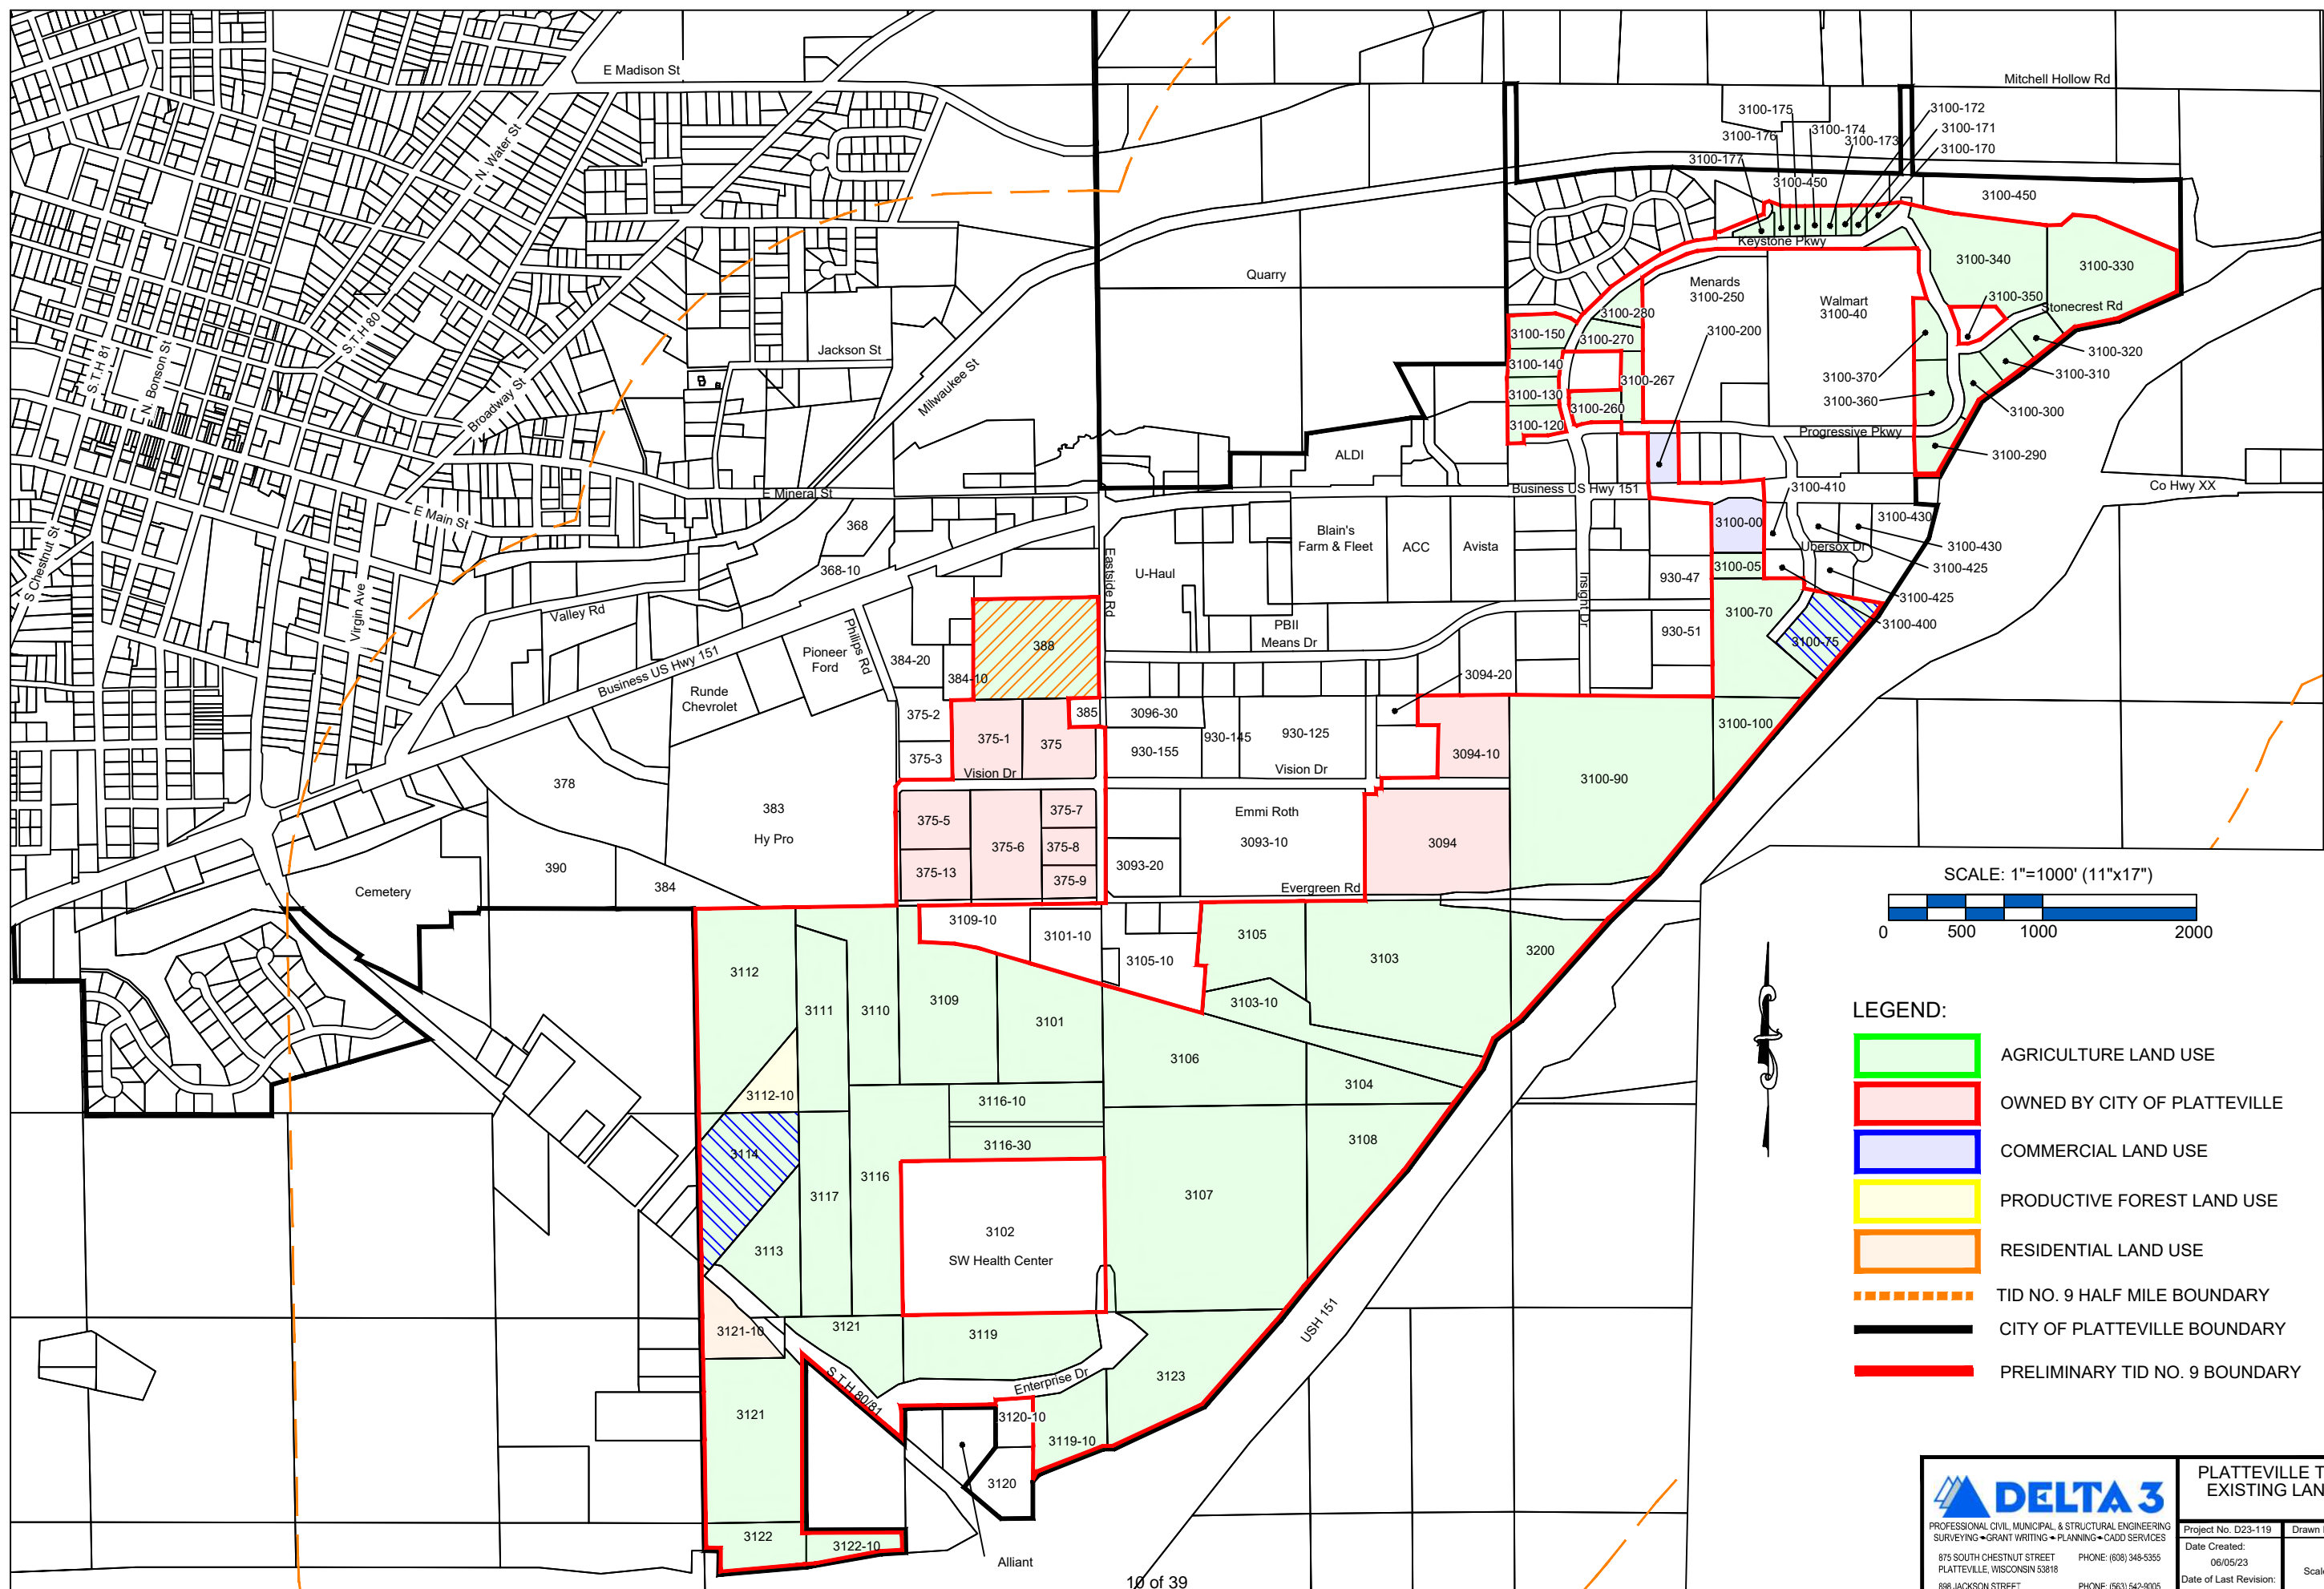 E Madison St
Mitchell Hollow Rd
3100-175
3100-172
3100-176
3100-174
3100-171
3100-173
3100-170
N. Water St
3100-177
3100-450
3100-450
Keystone Pkwy
Quarry
Menards
3100-250
Walmart
3100-40
3100-340
3100-330
3100-350
Stonecrest Rd
S.T.H 80
3100-280
3100-200
3100-150
3100-270
Jackson St
S.T.H 81
N. Bonson St
Milwaukee St
Broadway St
3100-140
3100-267
3100-370
3100-320
3100-310
3100-130
3100-260
3100-360
3100-300
3100-120
Progressive Pkwy
ALDI
3100-290
E Mineral St
Business US Hwy 151
3100-410
Co Hwy XX
E Main St
368
Blain's
Farm & Fleet
ACC
Avista
3100-00
3100-430
Ubersox Dr
3100-430
S Chestnut St
368-10
Eastside Rd
U-Haul
3100-05
3100-425
930-47
Insight Dr
3100-425
Virgin Ave
Valley Rd
3100-70
3100-400
PBII
Means Dr
930-51
3100-75
Philips Rd
Pioneer
Ford
388
384-20
384-10
Business US Hwy 151
Runde
Chevrolet
3094-20
375-2
385
3096-30
3100-100
375-1
375
930-145
930-125
375-3
930-155
3094-10
Vision Dr
Vision Dr
3100-90
378
383
Hy Pro
375-5
375-7
Emmi Roth
3093-10
375-6
375-8
3094
390
375-13
375-9
3093-20
384
Cemetery
Evergreen Rd
SCALE: 1"=1000' (11"x17")
0 500 1000 2000
3109-10
3101-10
3105
3105-10
3103
3200
3112
3109
3103-10
3111
3110
3101
LEGEND:
AGRICULTURE LAND USE
3106
3104
3112-10
3116-10
OWNED BY CITY OF PLATTEVILLE
3108
3116-30
3114
COMMERCIAL LAND USE
3116
3117
3107
PRODUCTIVE FOREST LAND USE
3102
SW Health Center
3113
RESIDENTIAL LAND USE
TID NO. 9 HALF MILE BOUNDARY
USH 151
3121-10
3121
3119
CITY OF PLATTEVILLE BOUNDARY
S.T.H 80/81
Enterprise Dr
3123
PRELIMINARY TID NO. 9 BOUNDARY
3121
3120-10
3119-10
3120
3122
3122-10
Alliant
10 of 39
DELTA 3
PROFESSIONAL CIVIL, MUNICIPAL, & STRUCTURAL ENGINEERING
SURVEYING GRANT WRITING PLANNING CADD SERVICES
875 SOUTH CHESTNUT STREET PHONE: (608) 348-5355
PLATTEVILLE, WISCONSIN 53818
898 JACKSON STREET PHONE: (563) 542-9005
PLATTEVILLE T
EXISTING LAN
Project No. D23-119
Drawn
Date Created:
06/05/23
Date of Last Revision: